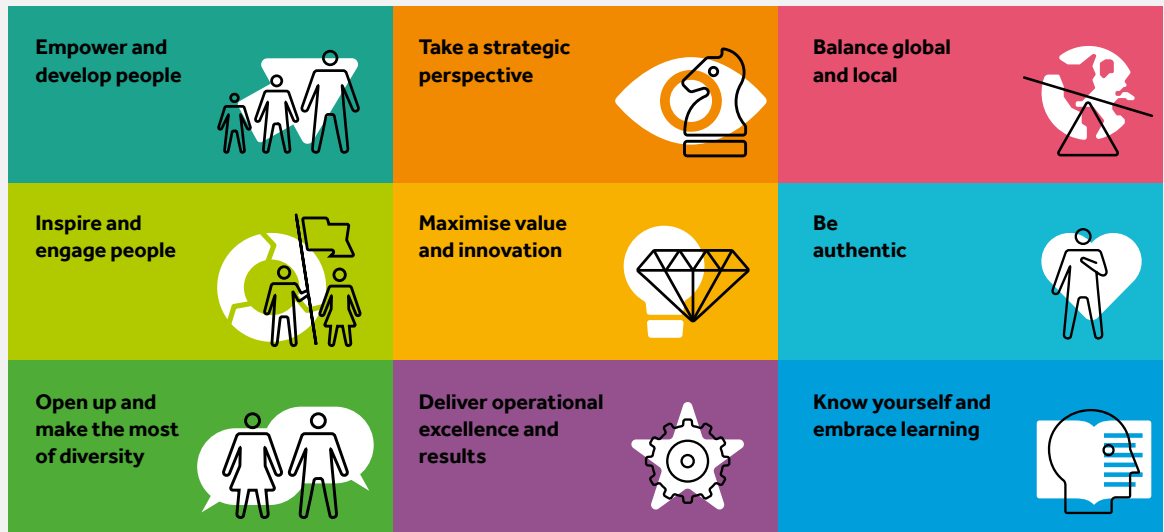 Empower and
develop people
Take a strategic
perspective
Balance global
and local
Inspire and
engage people
Maximise value
and innovation
Be
authentic
Open up and
make the most
of diversity
Deliver operational
excellence and
results
Know yourself and
embrace learning